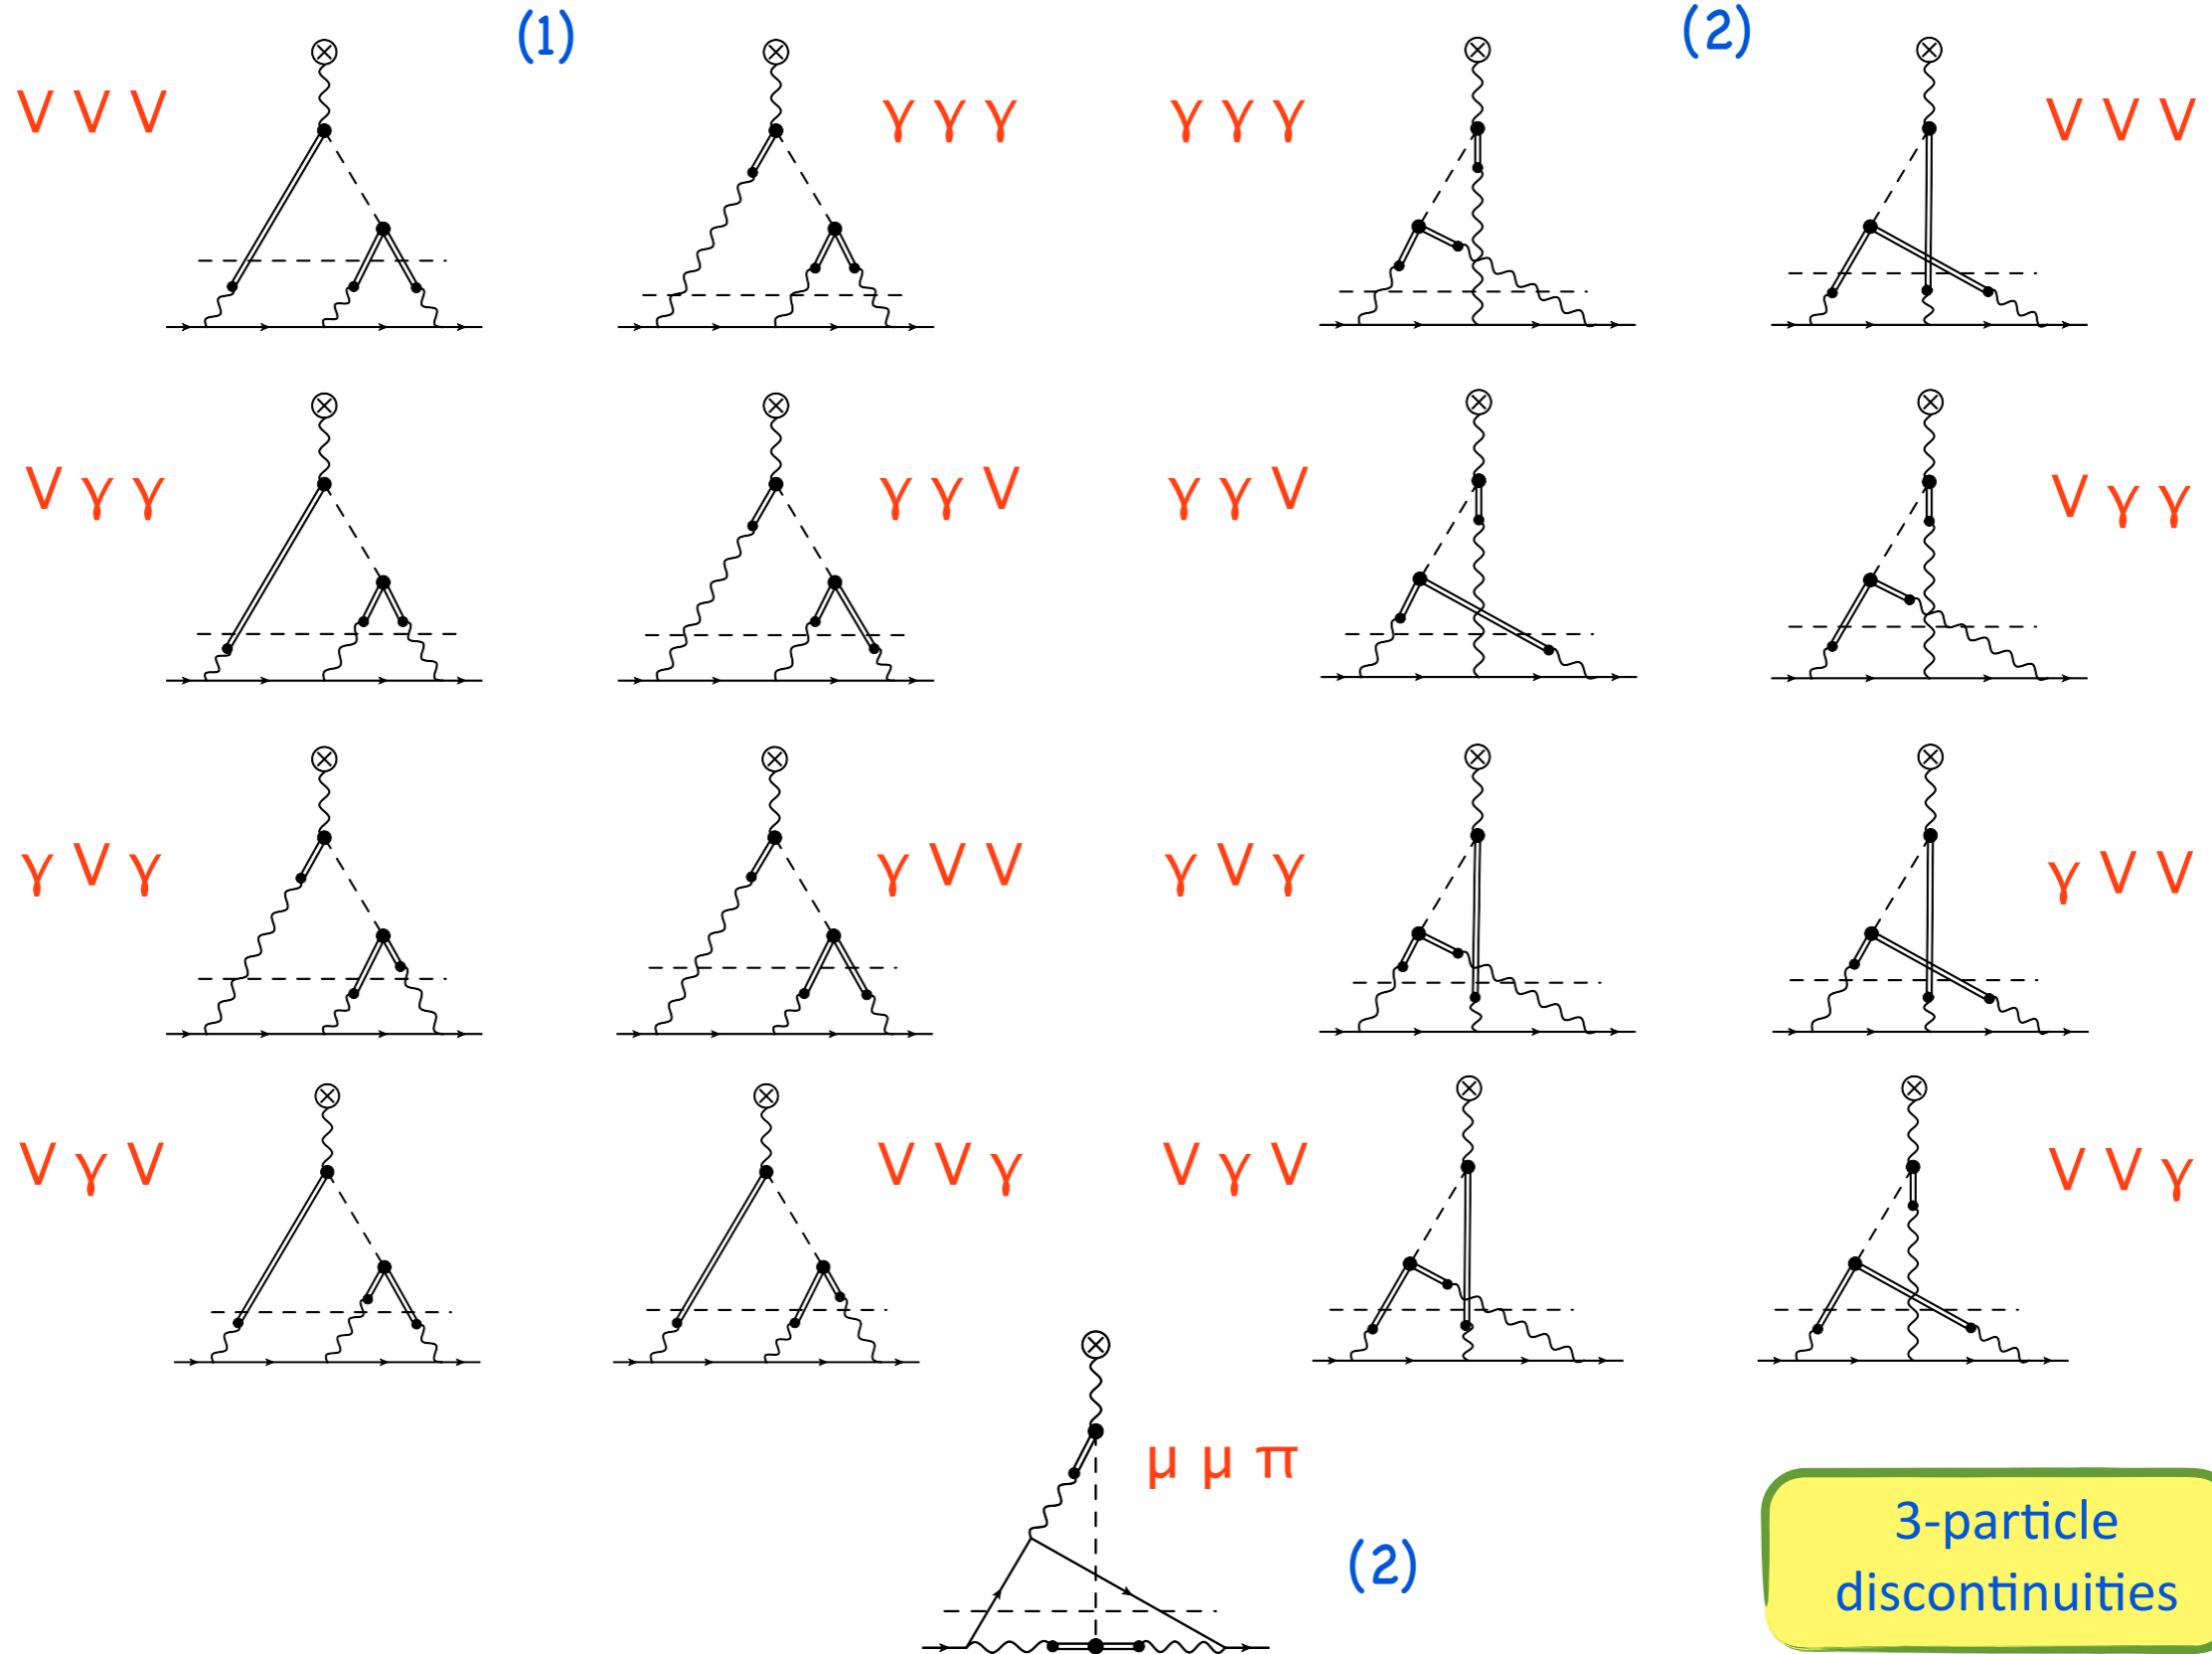 (1)
(2)
V V V
γ γ γ
γ γ γ
V V V
V γ γ
γ γ V
γ γ V
V γ γ
γ V γ
γ V V
γ V γ
γ V V
V γ V
V V γ
V γ V
V V γ
μ μ π
(2)
3-particle
discontinuities